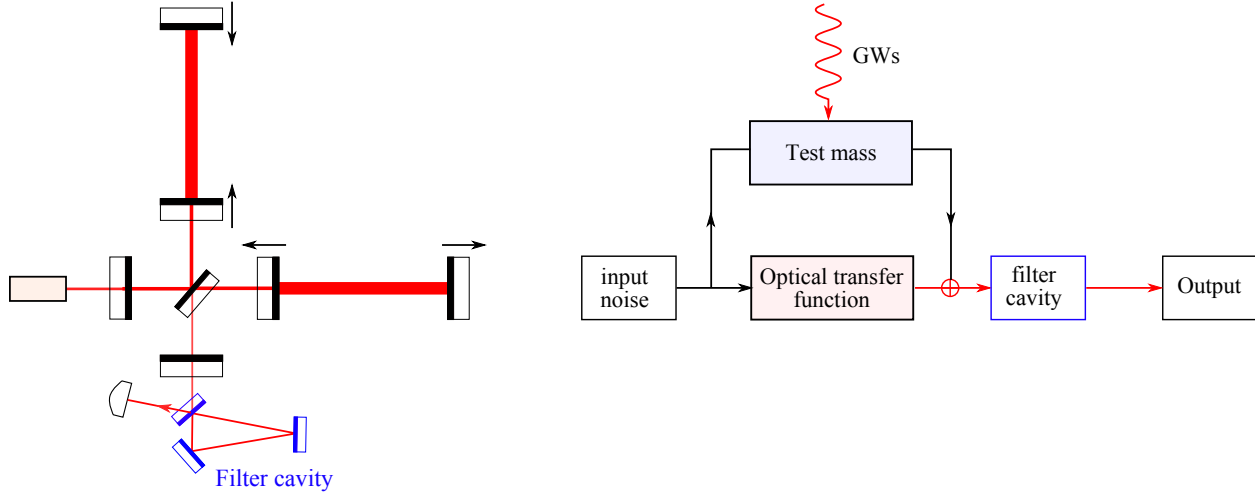 GWs
Test mass
input
noise
Optical transfer
function
filter
cavity
Output
Filter cavity